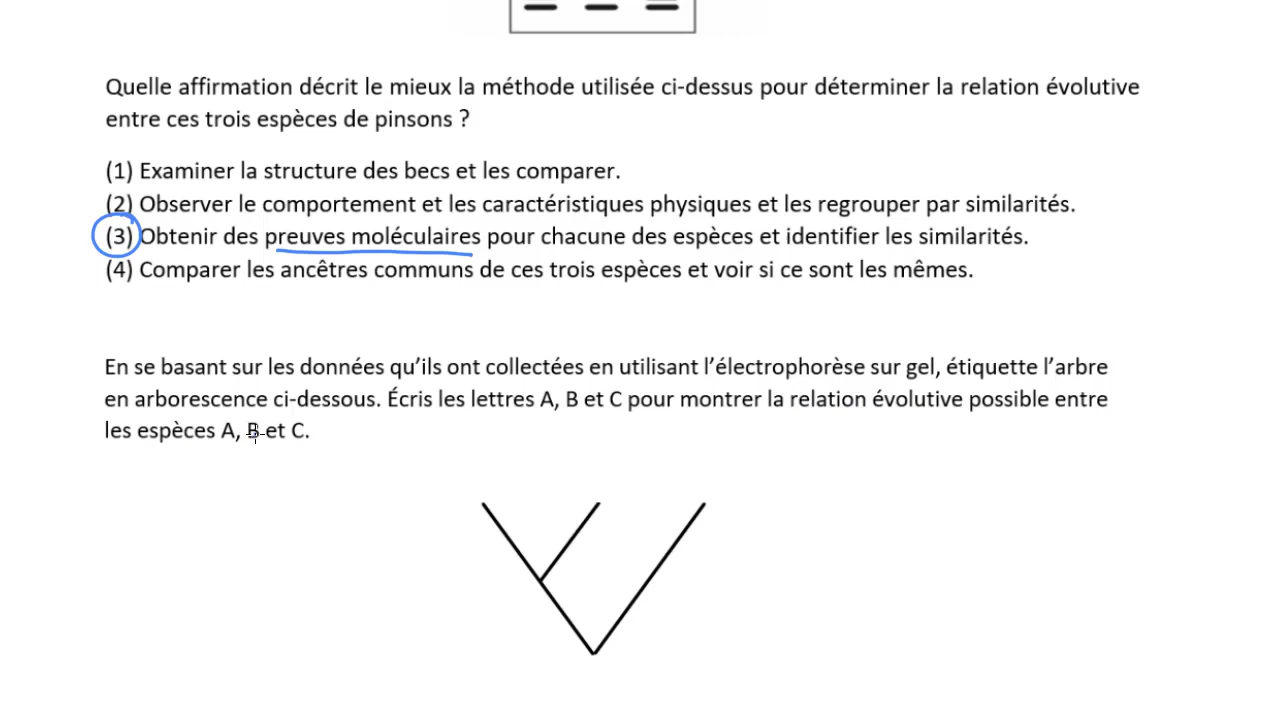 Quelle affirmation décrit le mieux la méthode utilisée ci-dessus pour déterminer la relation évolutive
entre ces trois espèces de pinsons ?
(1) Examiner la structure des becs et les comparer.
(2) Observer le comportement et les caractéristiques physiques et les regrouper par similarités.
(3) Obtenir des preuves moléculaires pour chacune des espèces et identifier les similarités.
(4) Comparer les ancêtres communs de ces trois espèces et voir si ce sont les mêmes.
En se basant sur les données qu’ils ont collectées en utilisant l’électrophorèse sur gel, étiquette l’arbre
en arborescence ci-dessous. Écris les lettres A, B et C pour montrer la relation évolutive possible entre
les espèces A, B et C.